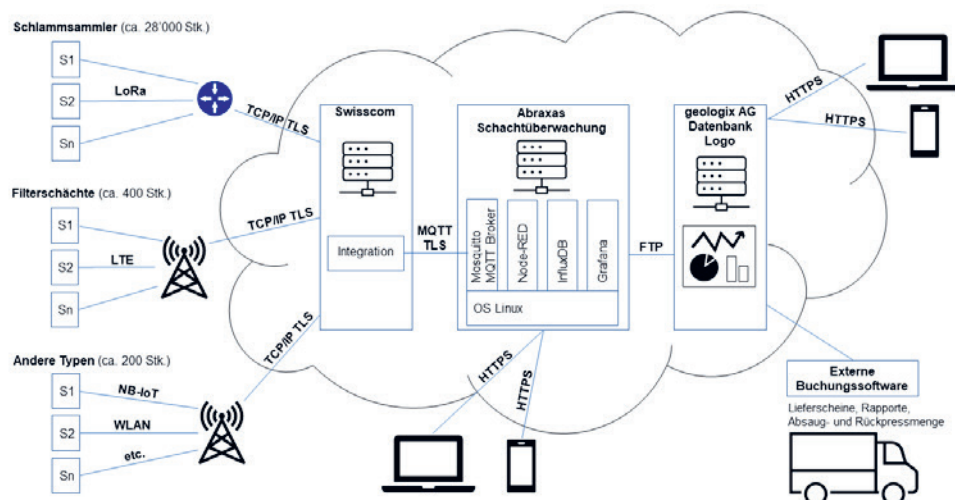 Schlammsammler (ca. 28'000 Stk.)
S1
S2
Sn
LoRa
TCP/IP TLS
Filterschächte (ca. 400 Stk.)
S1
S2
Sn
LTE
TCP/IP TLS
Andere Typen (ca. 200 Stk.)
S1
S2
Sn
NB-IoT
WLAN
etc.
TCP/IP TLS
Swisscom
Integration
MQTT
TLS
Abraxas
Schachtüberwachung
Mosquitto
MQTT Broker
Node-RED
InfluxDB
Grafana
OS Linux
HTTPS
HTTPS
FTP
geologix AG
Datenbank
Logo
HTTPS
HTTPS
Externe
Buchungssoftware
Lieferscheine, Rapporte,
Absaug- und Rückpressmenge